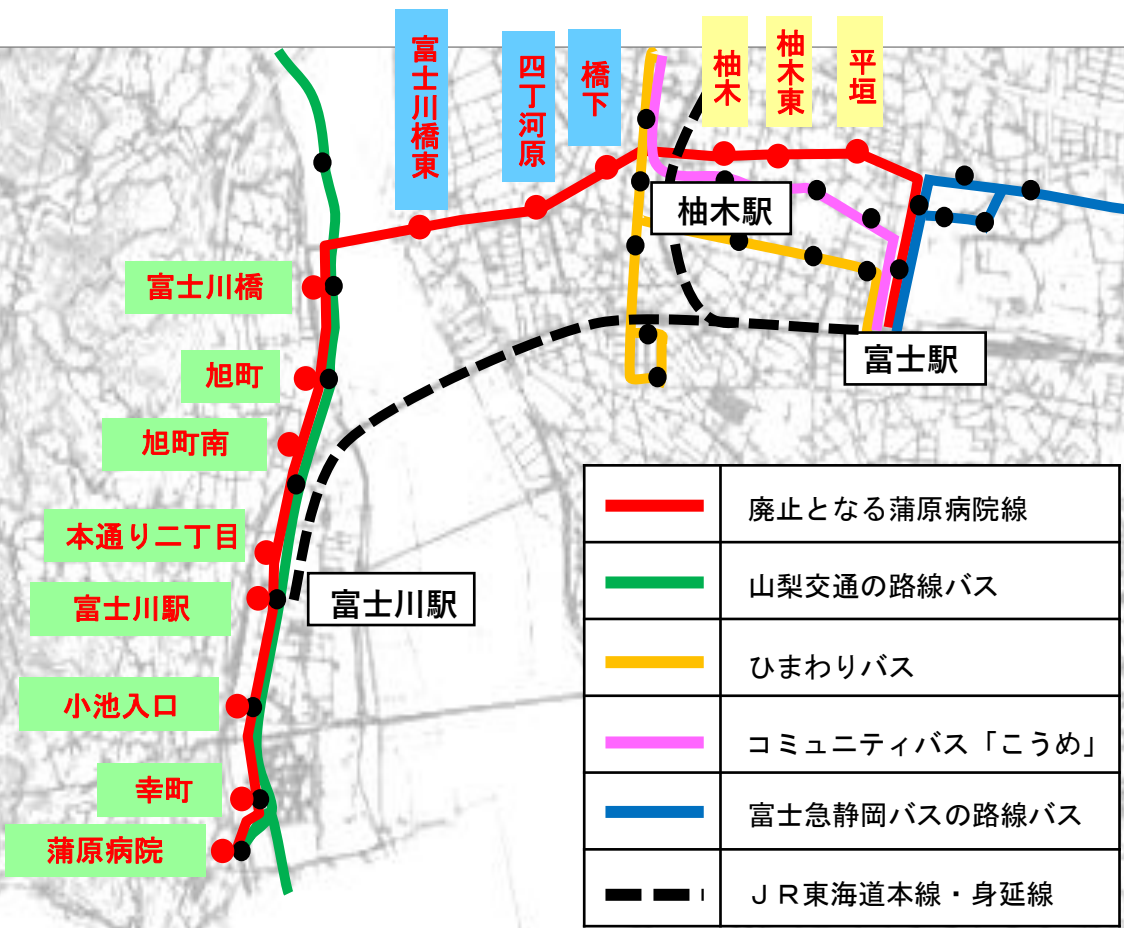 富士川橋東
四丁河原
橋下
柚木
柚木東
平垣
柚木駅
富士川橋
富士駅
旭町
旭町南
本通り二丁目
富士川駅
富士川駅
小池入口
幸町
蒲原病院
廃止となる蒲原病院線
山梨交通の路線バス
ひまわりバス
コミュニティバス「こうめ」
富士急静岡バスの路線バス
ＪＲ東海道本線・身延線